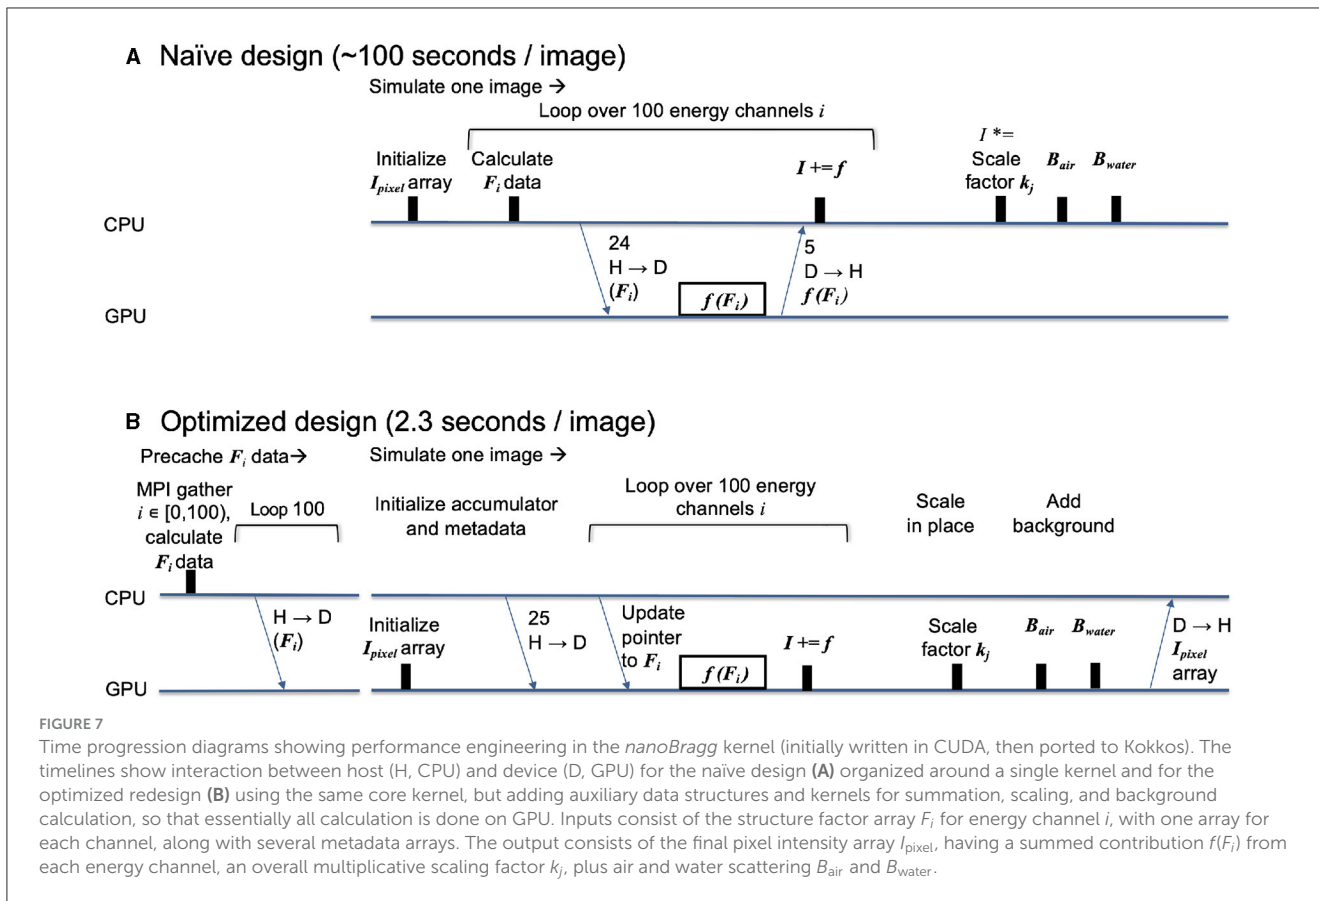 A Naïve design (~100 seconds / image)
Simulate one image →
Loop over 100 energy channels i
Initialize
I_pixel array
Calculate
F_i data
I += f
I *=
Scale
factor k_j
B_air
B_water
CPU
24
H → D
(F_i)
f(F_i)
5
D → H
f(F_i)
GPU
B Optimized design (2.3 seconds / image)
Precache F_i data→
Simulate one image →
MPI gather
i ∈ [0,100),
calculate
F_i data
Loop 100
Initialize accumulator
and metadata
Loop over 100 energy
channels i
Scale
in place
Add
background
CPU
H → D
(F_i)
Initialize
I_pixel array
25
H → D
Update
pointer
to F_i
f(F_i)
I += f
Scale
factor k_j
B_air
B_water
D → H
I_pixel
array
GPU
FIGURE 7
Time progression diagrams showing performance engineering in the nanoBragg kernel (initially written in CUDA, then ported to Kokkos). The
timelines show interaction between host (H, CPU) and device (D, GPU) for the naïve design (A) organized around a single kernel and for the
optimized redesign (B) using the same core kernel, but adding auxiliary data structures and kernels for summation, scaling, and background
calculation, so that essentially all calculation is done on GPU. Inputs consist of the structure factor array F_i for energy channel i, with one array for
each channel, along with several metadata arrays. The output consists of the final pixel intensity array I_pixel, having a summed contribution f(F_i) from
each energy channel, an overall multiplicative scaling factor k_j, plus air and water scattering B_air and B_water.